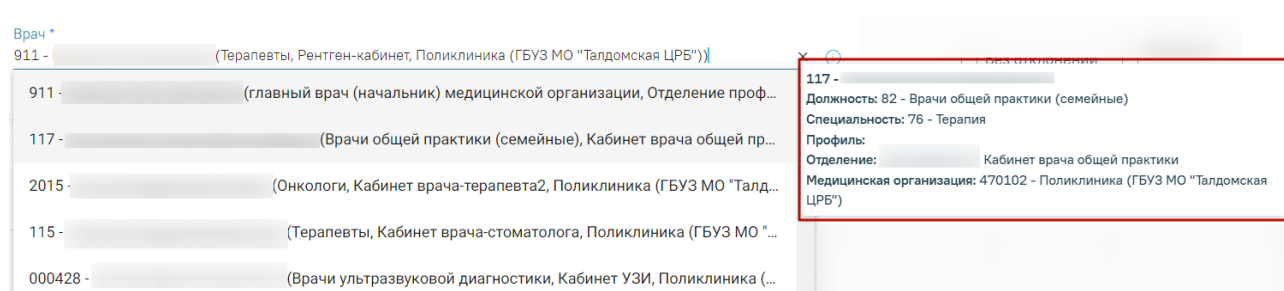 Врач *
911 - (Терапевты, Рентген-кабинет, Поликлиника (ГБУЗ МО "Талдомская ЦРБ"))
911 - (главный врач (начальник) медицинской организации, Отделение проф...
117 - (Врачи общей практики (семейные), Кабинет врача общей пр...
2015 - (Онкологи, Кабинет врача-терапевта2, Поликлиника (ГБУЗ МО "Талд...
115 - (Терапевты, Кабинет врача-стоматолога, Поликлиника (ГБУЗ МО "...
000428 - (Врачи ультразвуковой диагностики, Кабинет УЗИ, Поликлиника (...
Без отклонений
117 -
Должность: 82 - Врачи общей практики (семейные)
Специальность: 76 - Терапия
Профиль:
Отделение: Кабинет врача общей практики
Медицинская организация: 470102 - Поликлиника (ГБУЗ МО "Талдомская
ЦРБ")